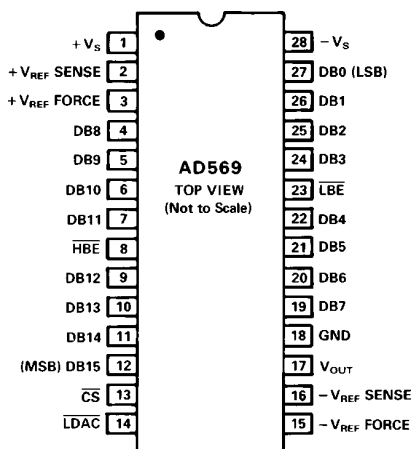 +VS 1
+VREF SENSE 2
+VREF FORCE 3
DB8 4
DB9 5
DB10 6
DB11 7
HBE 8
DB12 9
DB13 10
DB14 11
(MSB) DB15 12
CS 13
LDAC 14
AD569
TOP VIEW
(Not to Scale)
28 −VS
27 DB0 (LSB)
26 DB1
25 DB2
24 DB3
23 LBE
22 DB4
21 DB5
20 DB6
19 DB7
18 GND
17 VOUT
16 −VREF SENSE
15 −VREF FORCE